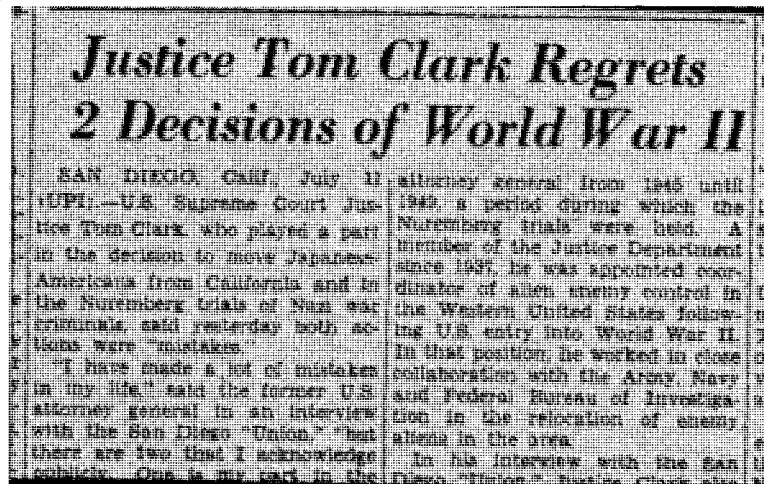 Justice Tom Clark Regrets
2 Decisions of World War II
SAN DIEGO, Calif., July 11
(UPI).—U.S. Supreme Court Jus-
tice Tom Clark, who played a part
in the decision to move Japanese-
Americans from California and in
the Nuremberg trials of Nazi war
criminals, said yesterday both ac-
tions were "mistakes."
"I have made a lot of mistakes
in my life," said the former U.S.
attorney general in an interview
with the San Diego "Union," "but
there are two that I acknowledge
publicly. One is my part in the
attorney general from 1945 until
1949, a period during which the
Nuremberg trials were held. A
member of the Justice Department
since 1937, he was appointed coor-
dinator of alien enemy control in
the Western United States follow-
ing U.S. entry into World War II.
In that position, he worked in close
collaboration with the Army, Navy
and Federal Bureau of Investiga-
tion in the relocation of enemy
aliens in the area.
In his interview with the San
Diego "Union," Justice Clark